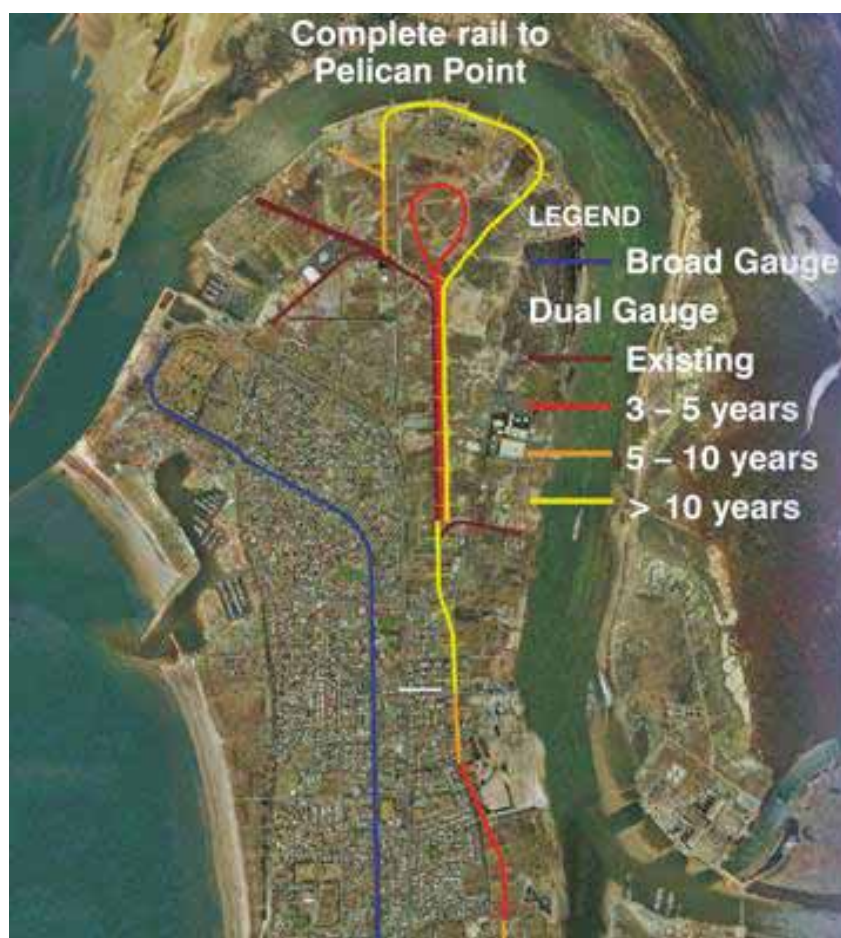 Complete rail to
Pelican Point
LEGEND
Broad Gauge
Dual Gauge
Existing
3 – 5 years
5 – 10 years
> 10 years